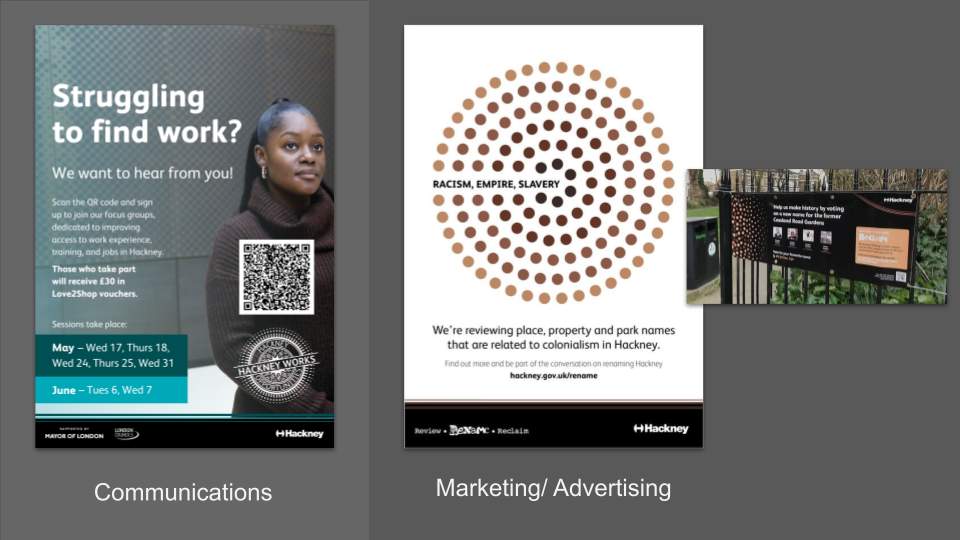 Struggling
to find work?
We want to hear from you!
Scan the QR code and sign
up to join our focus groups,
dedicated to improving
access to work experience,
training, and jobs in Hackney.
Those who take part
will receive £30 in
Love2Shop vouchers.
Sessions take place:
May – Wed 17, Thurs 18,
Wed 24, Thurs 25, Wed 31
June – Tues 6, Wed 7
HACKNEY WORKS
SUPPORTED BY
MAYOR OF LONDON
LONDON
COUNCILS
Hackney
Communications
RACISM, EMPIRE, SLAVERY
We're reviewing place, property and park names
that are related to colonialism in Hackney.
Find out more and be part of the conversation on renaming Hackney
hackney.gov.uk/rename
Review • ReNaMe • Reclaim
Hackney
Marketing/ Advertising
Hackney
Help us make history by voting
on a new name for the former